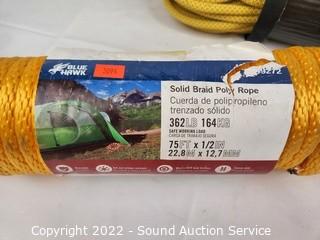 BLUE HAWK
Solid Braid Poly Rope
Cuerda de polipropileno
trenzado sólido
362LB 164KG
SAFE WORKING LOAD
CARGA DE TRABAJO SEGURO
75FT x 1/2IN
22,8M x 12,7MM
Copyright 2022 - Sound Auction Service